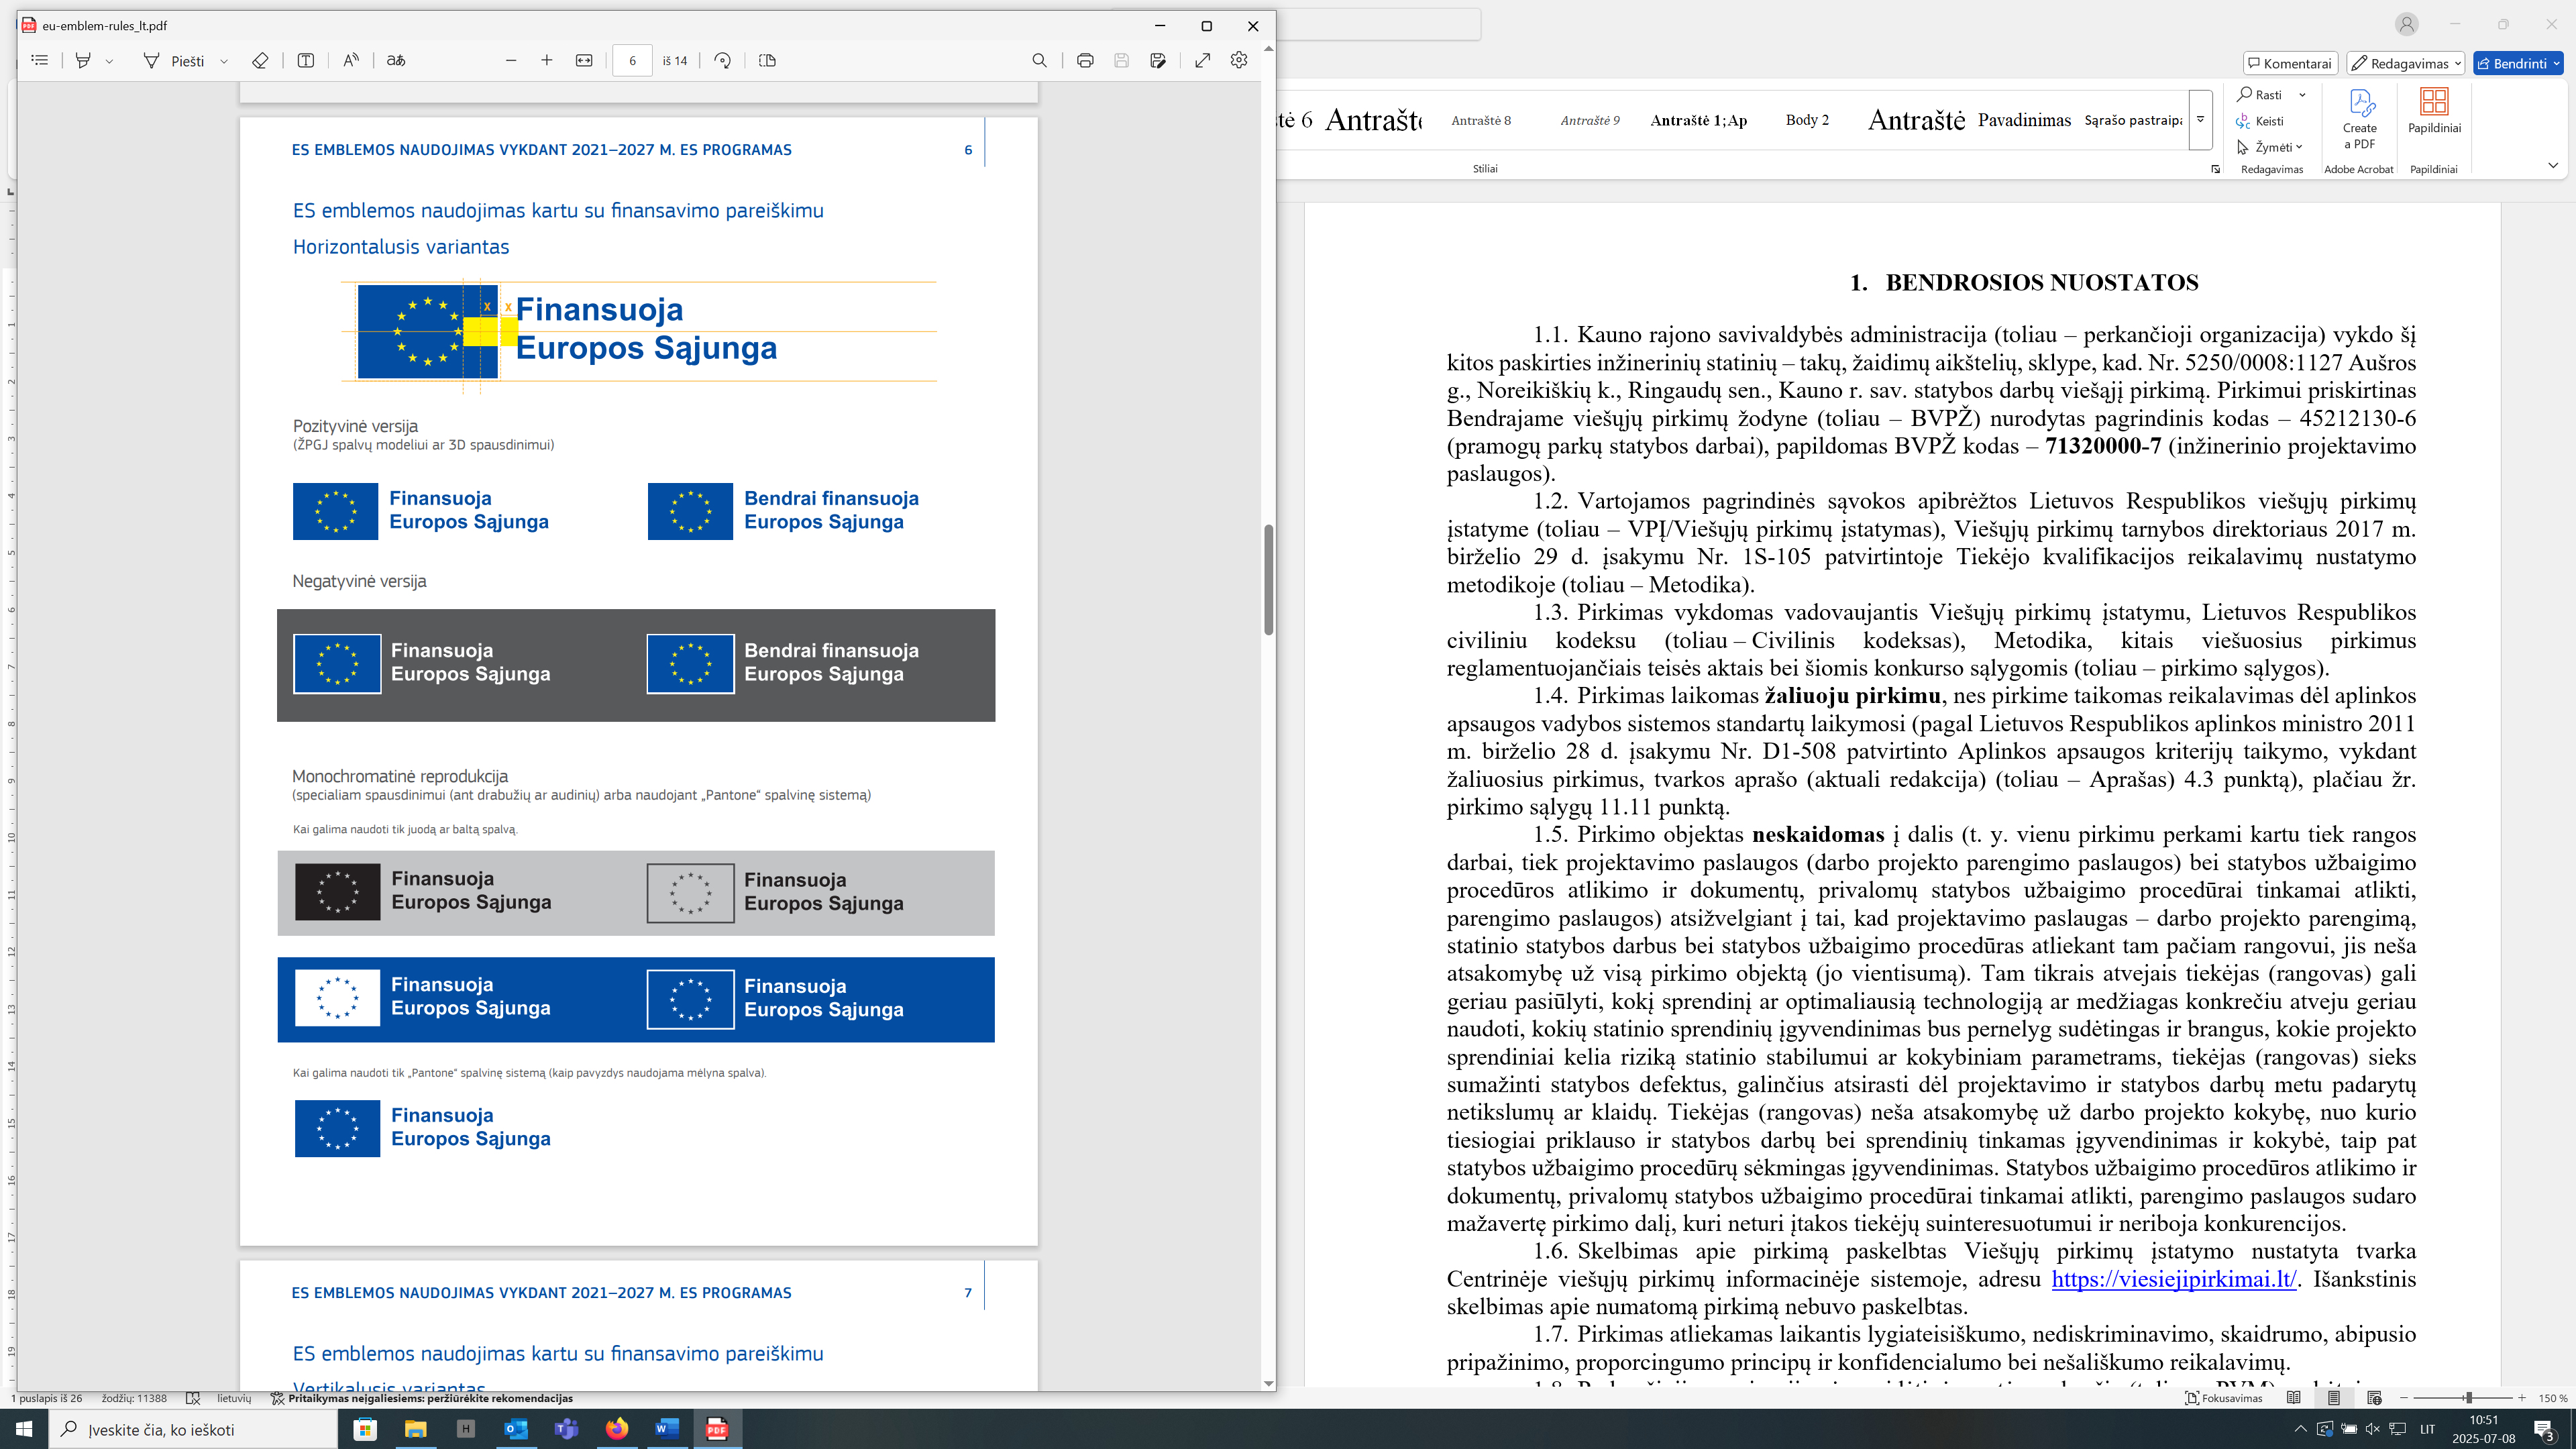 eu-emblem-rules_lt.pdf
Piešti
6
iš 14
ES EMBLEMOS NAUDOJIMAS VYKDANT 2021–2027 M. ES PROGRAMAS
6
ES emblemos naudojimas kartu su finansavimo pareiškimu
Horizontalusis variantas
x x
Finansuoja
Europos Sąjunga
Pozityvinė versija
(ŽPGJ spalvų modeliui ar 3D spausdinimui)
Finansuoja
Europos Sąjunga
Bendrai finansuoja
Europos Sąjunga
Negatyvinė versija
Finansuoja
Europos Sąjunga
Bendrai finansuoja
Europos Sąjunga
Monochromatinė reprodukcija
(specialiam spausdinimui (ant drabužių ar audinių) arba naudojant „Pantone“ spalvinę sistemą)
Kai galima naudoti tik juodą ar baltą spalvą.
Finansuoja
Europos Sąjunga
Finansuoja
Europos Sąjunga
Finansuoja
Europos Sąjunga
Finansuoja
Europos Sąjunga
Kai galima naudoti tik „Pantone“ spalvinę sistemą (kaip pavyzdys naudojama mėlyna spalva).
Finansuoja
Europos Sąjunga
ES EMBLEMOS NAUDOJIMAS VYKDANT 2021–2027 M. ES PROGRAMAS
7
ES emblemos naudojimas kartu su finansavimo pareiškimu
Vertikalusis variantas
Komentarai
Redagavimas
Bendrinti
Antraštė 8
Antraštė 9
Antraštė 1;Ap
Body 2
Antraštė
Pavadinimas
Sąrašo pastraipa
Stiliai
Rasti
Keisti
Žymėti
Redagavimas
Create
a PDF
Adobe Acrobat
Papildiniai
Papildiniai
1. BENDROSIOS NUOSTATOS
1.1. Kauno rajono savivaldybės administracija (toliau – perkančioji organizacija) vykdo šį
kitos paskirties inžinerinių statinių – takų, žaidimų aikštelių, sklype, kad. Nr. 5250/0008:1127 Aušros
g., Noreikiškių k., Ringaudų sen., Kauno r. sav. statybos darbų viešąjį pirkimą. Pirkimui priskirtinas
Bendrajame viešųjų pirkimų žodyne (toliau – BVPŽ) nurodytas pagrindinis kodas – 45212130-6
(pramogų parkų statybos darbai), papildomas BVPŽ kodas – 71320000-7 (inžinerinio projektavimo
paslaugos).
1.2. Vartojamos pagrindinės sąvokos apibrėžtos Lietuvos Respublikos viešųjų pirkimų
įstatyme (toliau – VPĮ/Viešųjų pirkimų įstatymas), Viešųjų pirkimų tarnybos direktoriaus 2017 m.
birželio 29 d. įsakymu Nr. 1S-105 patvirtintoje Tiekėjo kvalifikacijos reikalavimų nustatymo
metodikoje (toliau – Metodika).
1.3. Pirkimas vykdomas vadovaujantis Viešųjų pirkimų įstatymu, Lietuvos Respublikos
civiliniu kodeksu (toliau – Civilinis kodeksas), Metodika, kitais viešuosius pirkimus
reglamentuojančiais teisės aktais bei šiomis konkurso sąlygomis (toliau – pirkimo sąlygos).
1.4. Pirkimas laikomas žaliuoju pirkimu, nes pirkime taikomas reikalavimas dėl aplinkos
apsaugos vadybos sistemos standartų laikymosi (pagal Lietuvos Respublikos aplinkos ministro 2011
m. birželio 28 d. įsakymu Nr. D1-508 patvirtinto Aplinkos apsaugos kriterijų taikymo, vykdant
žaliuosius pirkimus, tvarkos aprašo (aktuali redakcija) (toliau – Aprašas) 4.3 punktą), plačiau žr.
pirkimo sąlygų 11.11 punktą.
1.5. Pirkimo objektas neskaidomas į dalis (t. y. vienu pirkimu perkami kartu tiek rangos
darbai, tiek projektavimo paslaugos (darbo projekto parengimo paslaugos) bei statybos užbaigimo
procedūros atlikimo ir dokumentų, privalomų statybos užbaigimo procedūrai tinkamai atlikti,
parengimo paslaugos) atsižvelgiant į tai, kad projektavimo paslaugas – darbo projekto parengimą,
statinio statybos darbus bei statybos užbaigimo procedūras atliekant tam pačiam rangovui, jis neša
atsakomybę už visą pirkimo objektą (jo vientisumą). Tam tikrais atvejais tiekėjas (rangovas) gali
geriau pasiūlyti, kokį sprendinį ar optimaliausią technologiją ar medžiagas konkrečiu atveju geriau
naudoti, kokių statinio sprendinių įgyvendinimas bus pernelyg sudėtingas ir brangus, kokie projekto
sprendiniai kelia riziką statinio stabilumui ar kokybiniam parametrams, tiekėjas (rangovas) sieks
sumažinti statybos defektus, galinčius atsirasti dėl projektavimo ir statybos darbų metu padarytų
netikslumų ar klaidų. Tiekėjas (rangovas) neša atsakomybę už darbo projekto kokybę, nuo kurio
tiesiogiai priklauso ir statybos darbų bei sprendinių tinkamas įgyvendinimas ir kokybė, taip pat
statybos užbaigimo procedūrų sėkmingas įgyvendinimas. Statybos užbaigimo procedūros atlikimo ir
dokumentų, privalomų statybos užbaigimo procedūrai tinkamai atlikti, parengimo paslaugos sudaro
mažavertę pirkimo dalį, kuri neturi įtakos tiekėjų suinteresuotumui ir neriboja konkurencijos.
1.6. Skelbimas apie pirkimą paskelbtas Viešųjų pirkimų įstatymo nustatyta tvarka
Centrinėje viešųjų pirkimų informacinėje sistemoje, adresu https://viesiejipirkimai.lt/. Išankstinis
skelbimas apie numatomą pirkimą nebuvo paskelbtas.
1.7. Pirkimas atliekamas laikantis lygiateisiškumo, nediskriminavimo, skaidrumo, abipusio
pripažinimo, proporcingumo principų ir konfidencialumo bei nešališkumo reikalavimų.
1 puslapis iš 26
žodžių: 11388
lietuvių
Pritaikymas neįgaliesiems: peržiūrėkite rekomendacijas
Fokusavimas
150 %
Įveskite čia, ko ieškoti
LIT
10:51
2025-07-08
3